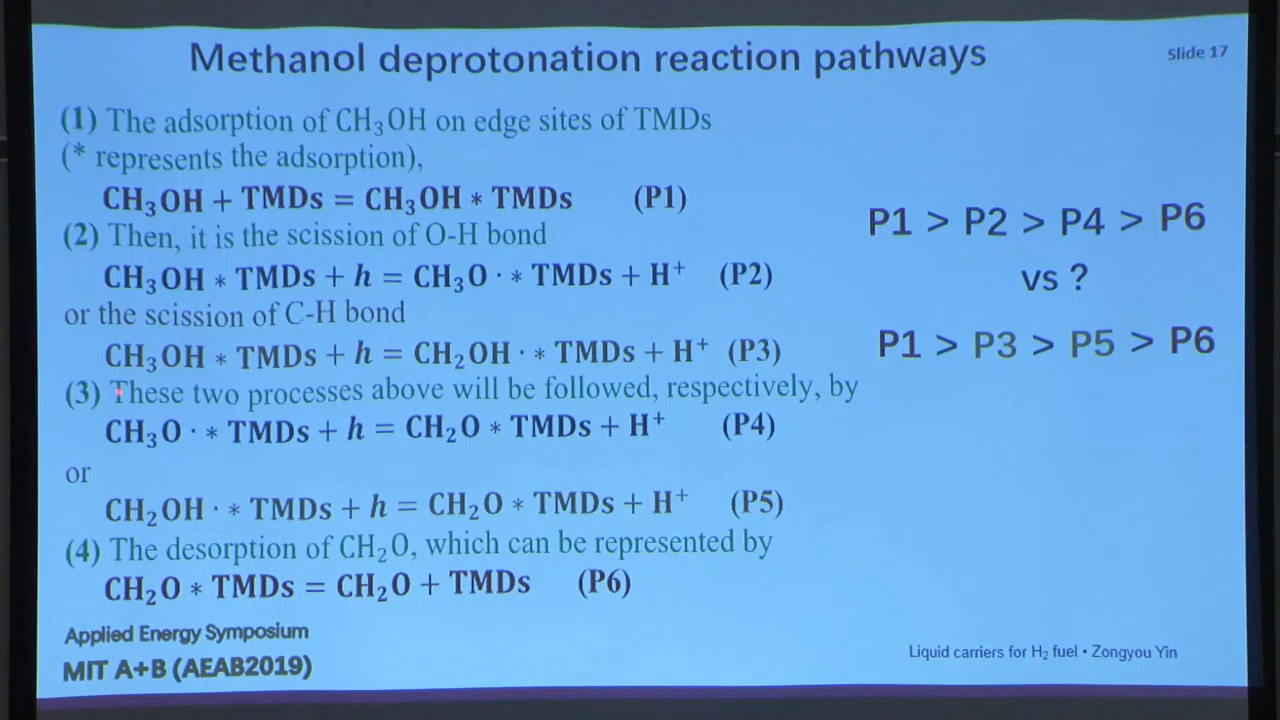 Methanol deprotonation reaction pathways
Slide 17
(1) The adsorption of CH₃OH on edge sites of TMDs
(* represents the adsorption),
CH₃OH + TMDs = CH₃OH * TMDs (P1)
(2) Then, it is the scission of O-H bond
CH₃OH * TMDs + h = CH₃O · * TMDs + H⁺ (P2)
or the scission of C-H bond
CH₃OH * TMDs + h = CH₂OH · * TMDs + H⁺ (P3)
(3) These two processes above will be followed, respectively, by
CH₃O · * TMDs + h = CH₂O * TMDs + H⁺ (P4)
or
CH₂OH · * TMDs + h = CH₂O * TMDs + H⁺ (P5)
(4) The desorption of CH₂O, which can be represented by
CH₂O * TMDs = CH₂O + TMDs (P6)
P1 > P2 > P4 > P6
vs ?
P1 > P3 > P5 > P6
Applied Energy Symposium
MIT A+B (AEAB2019)
Liquid carriers for H₂ fuel • Zongyou Yin